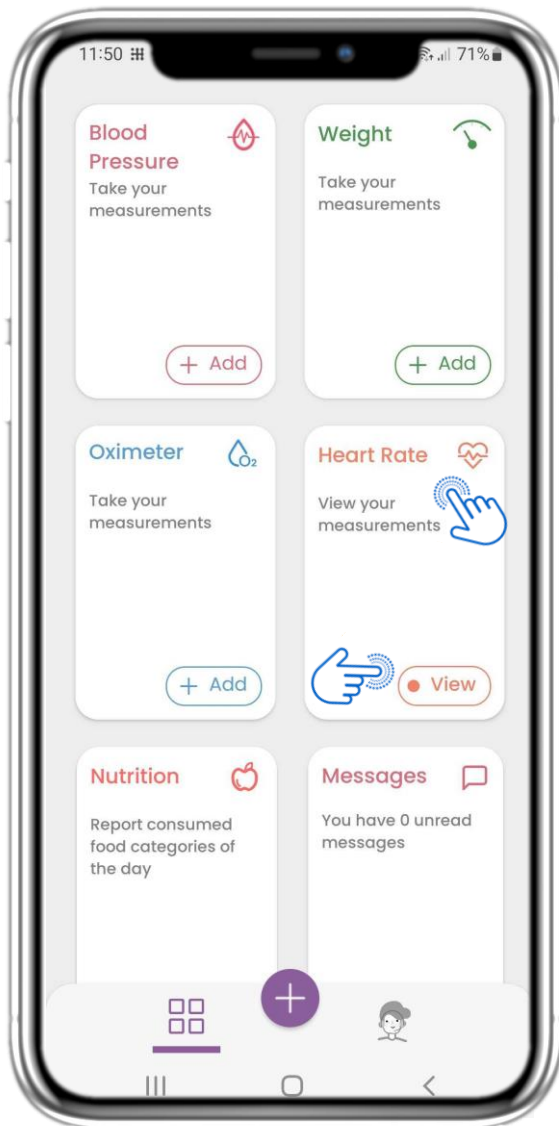 11:50
71%
Blood
Pressure
Take your
measurements
+ Add
Weight
Take your
measurements
+ Add
Oximeter
O2
Take your
measurements
+ Add
Heart Rate
View your
measurements
View
Nutrition
Report consumed
food categories of
the day
Messages
You have 0 unread
messages